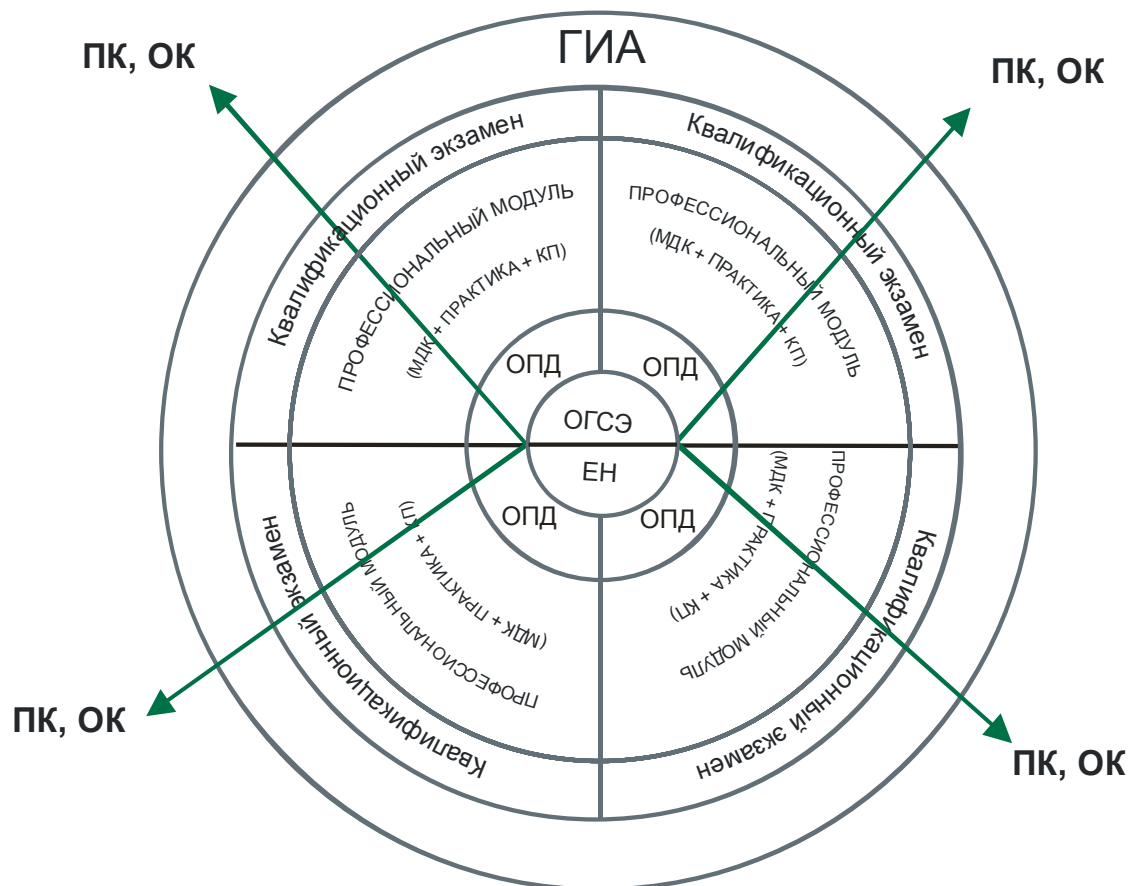 ГИА
ПК, ОК
ПК, ОК
Квалификационный экзамен
Квалификационный экзамен
ПРОФЕССИОНАЛЬНЫЙ МОДУЛЬ
(МДК + ПРАКТИКА + КП)
ПРОФЕССИОНАЛЬНЫЙ МОДУЛЬ
(МДК + ПРАКТИКА + КП)
ОПД
ОПД
ОГСЭ
ЕН
ОПД
ОПД
(МДК + ПРАКТИКА + КП)
ПРОФЕССИОНАЛЬНЫЙ МОДУЛЬ
(МДК + ПРАКТИКА + КП)
ПРОФЕССИОНАЛЬНЫЙ МОДУЛЬ
Квалификационный экзамен
Квалификационный экзамен
ПК, ОК
ПК, ОК